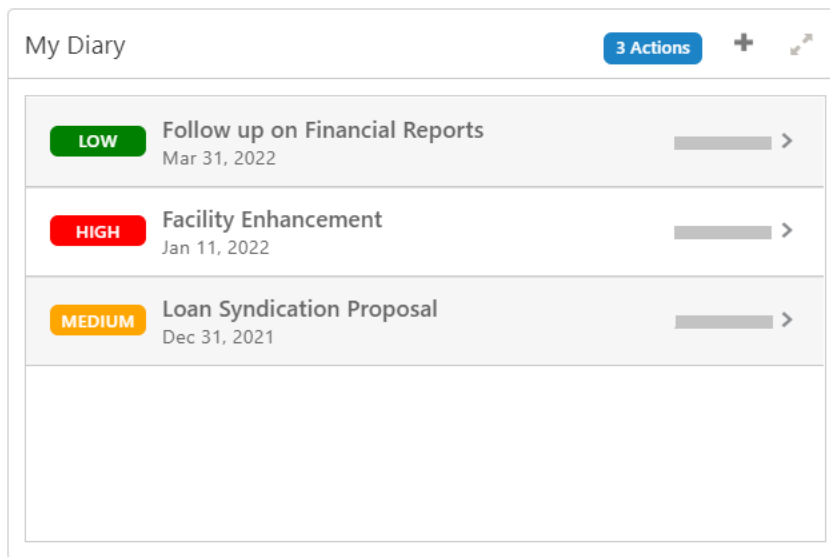 My Diary
3 Actions
LOW
Follow up on Financial Reports
Mar 31, 2022
HIGH
Facility Enhancement
Jan 11, 2022
MEDIUM
Loan Syndication Proposal
Dec 31, 2021